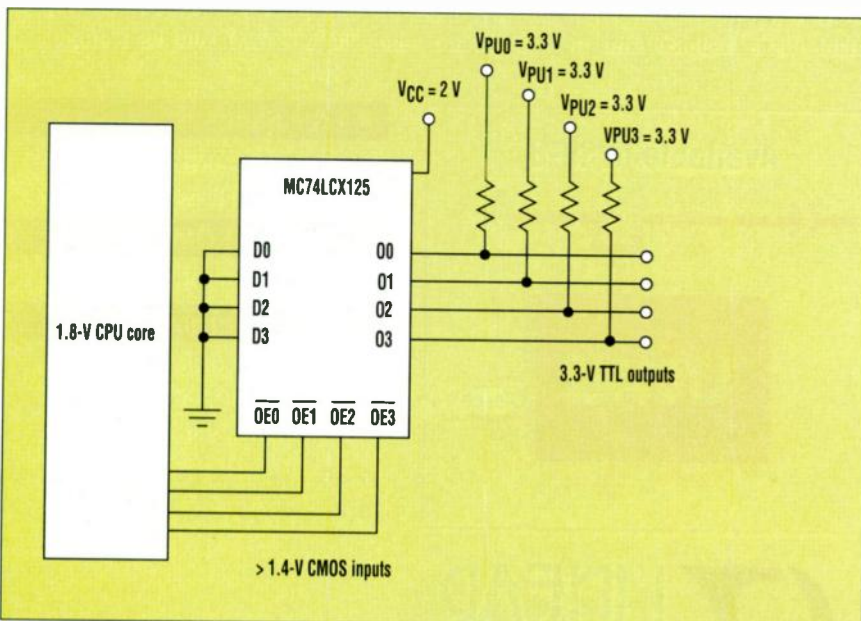 VPU0 = 3.3 V
VPU1 = 3.3 V
VCC = 2 V
VPU2 = 3.3 V
VPU3 = 3.3 V
MC74LCX125
D0 O0
D1 O1
D2 O2
D3 O3
1.8-V CPU core
3.3-V TTL outputs
OE0 OE1 OE2 OE3
> 1.4-V CMOS inputs